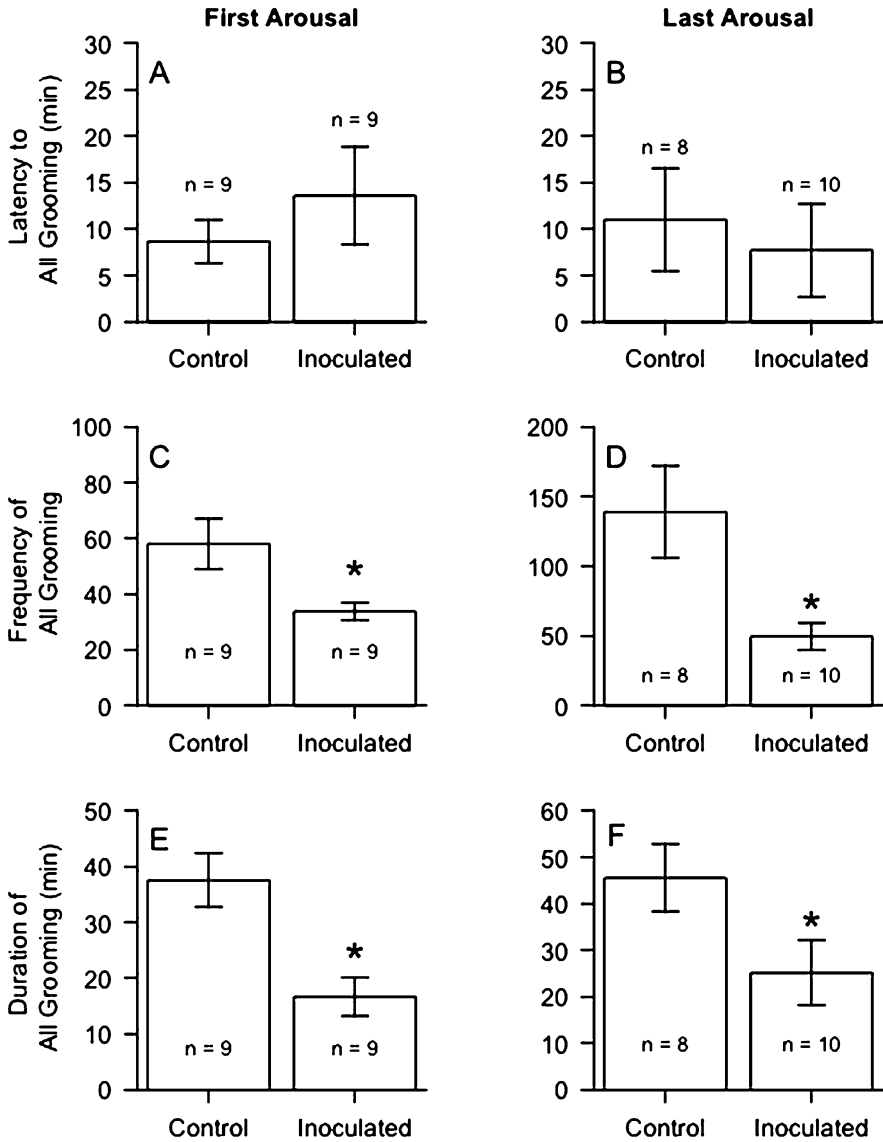 First Arousal
Last Arousal
Latency to
All Grooming (min)
30
25
20
15
10
5
0
A
n = 9
n = 9
Control
Inoculated
30
25
20
15
10
5
0
B
n = 8
n = 10
Control
Inoculated
Frequency of
All Grooming
100
80
60
40
20
0
C
*
n = 9
n = 9
Control
Inoculated
200
150
100
50
0
D
*
n = 8
n = 10
Control
Inoculated
Duration of
All Grooming (min)
50
40
30
20
10
0
E
*
n = 9
n = 9
Control
Inoculated
60
50
40
30
20
10
0
F
*
n = 8
n = 10
Control
Inoculated